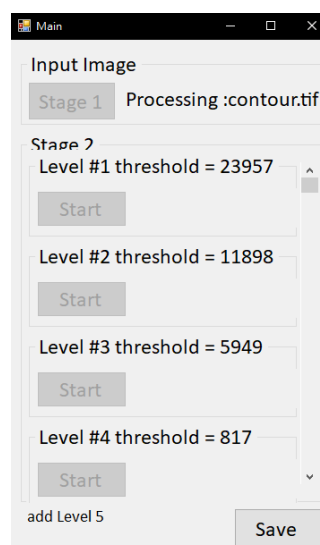 Main
Input Image
Stage 1 Processing :contour.tif
Stage 2
Level #1 threshold = 23957
Start
Level #2 threshold = 11898
Start
Level #3 threshold = 5949
Start
Level #4 threshold = 817
Start
add Level 5
Save